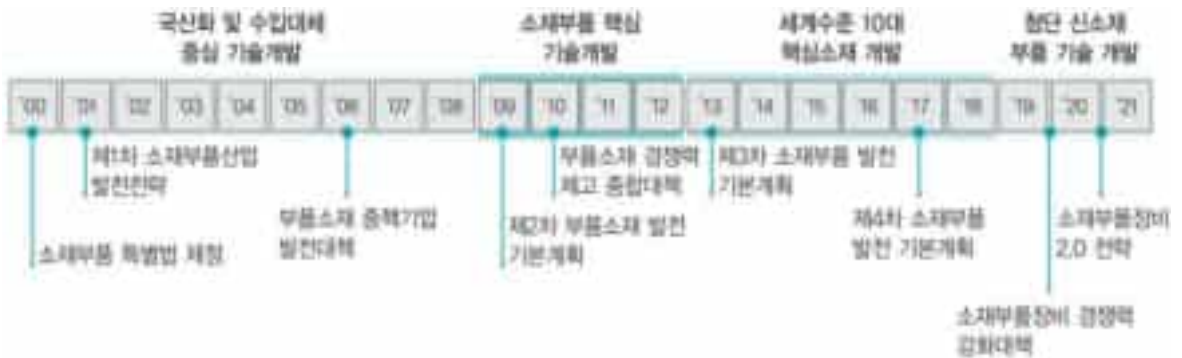 국산화 및 수입대체
중심 기술개발
소재부품 핵심
기술개발
세계수준 10대
핵심소재 개발
첨단 신소재
부품 기술 개발
'00 '01 '02 '03 '04 '05 '06 '07 '08 '09 '10 '11 '12 '13 '14 '15 '16 '17 '18 '19 '20 '21
제1차 소재부품산업
발전전략
부품소재 경쟁력
제고 종합대책
제3차 소재부품 발전
기본계획
소재부품 특별법 제정
부품소재 중핵기업
발전대책
제2차 부품소재 발전
기본계획
제4차 소재부품
발전 기본계획
소재부품장비
2.0 전략
소재부품장비 경쟁력
강화대책